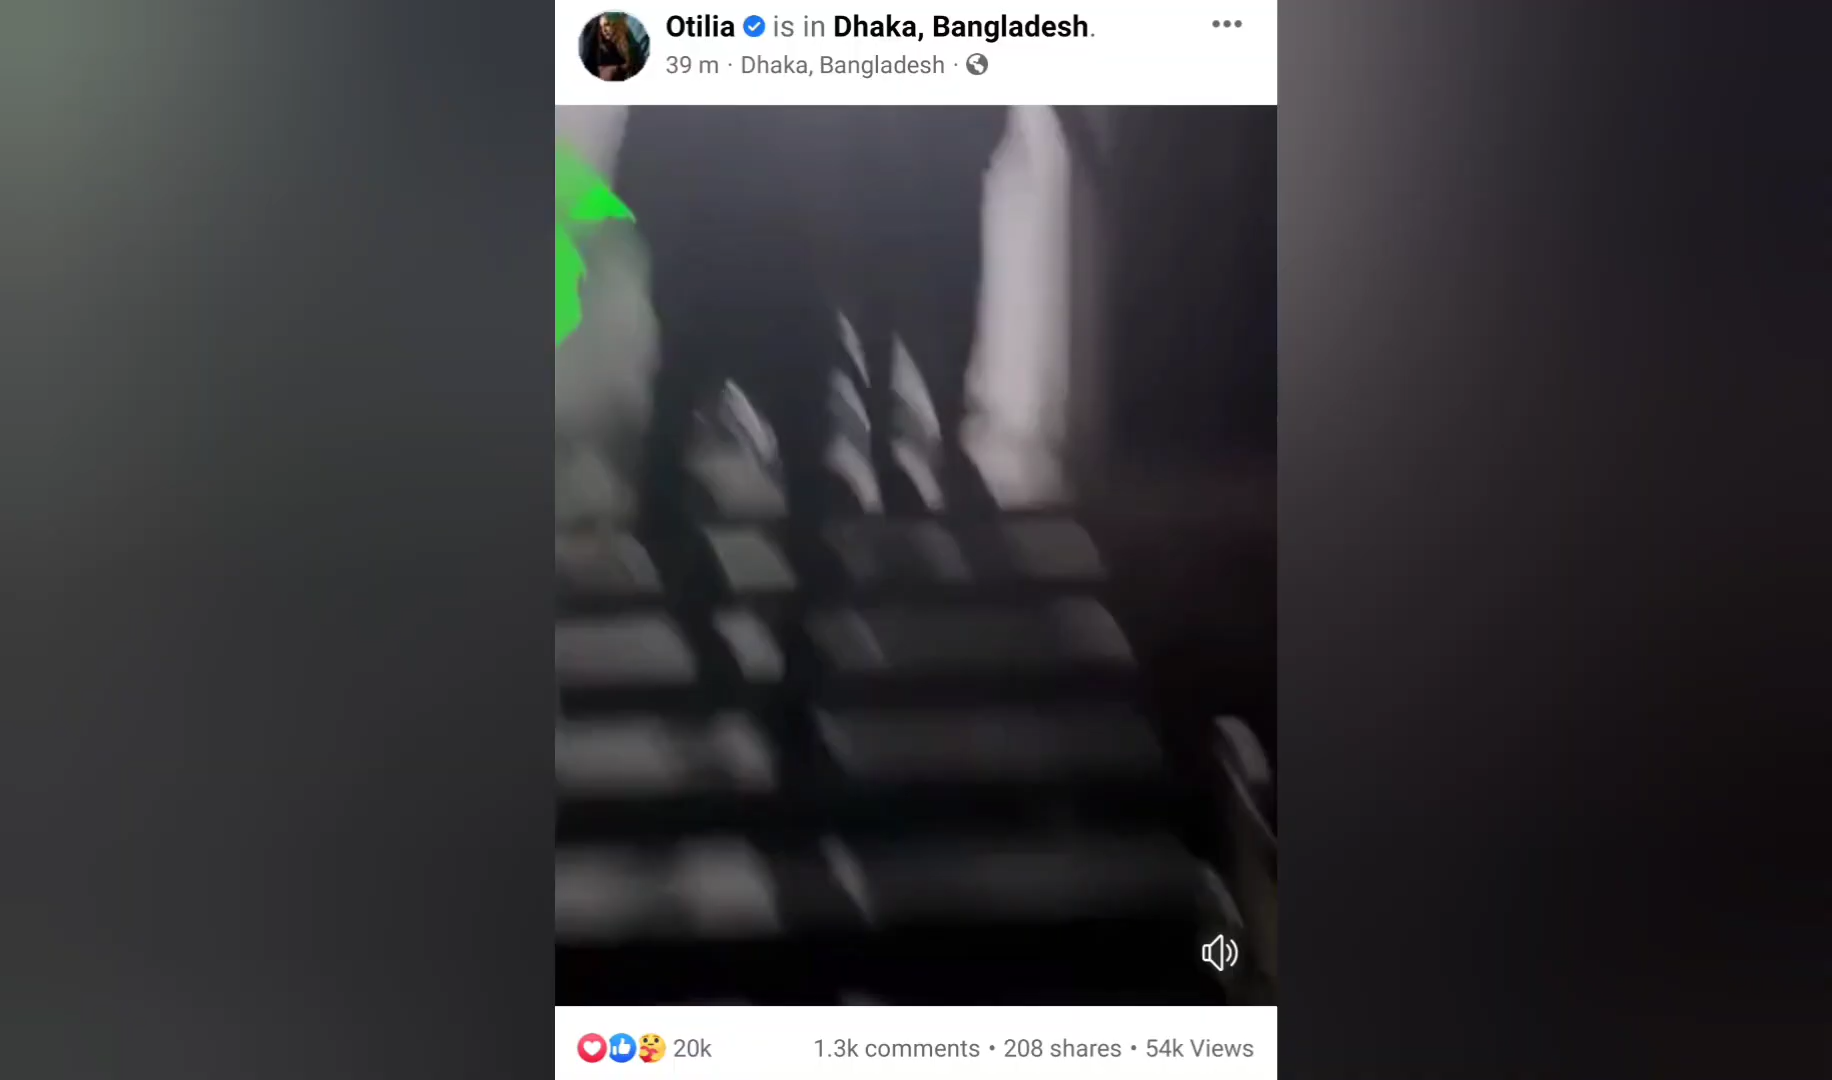 Otilia is in Dhaka, Bangladesh.
39 m · Dhaka, Bangladesh ·
20k 1.3k comments • 208 shares • 54k Views